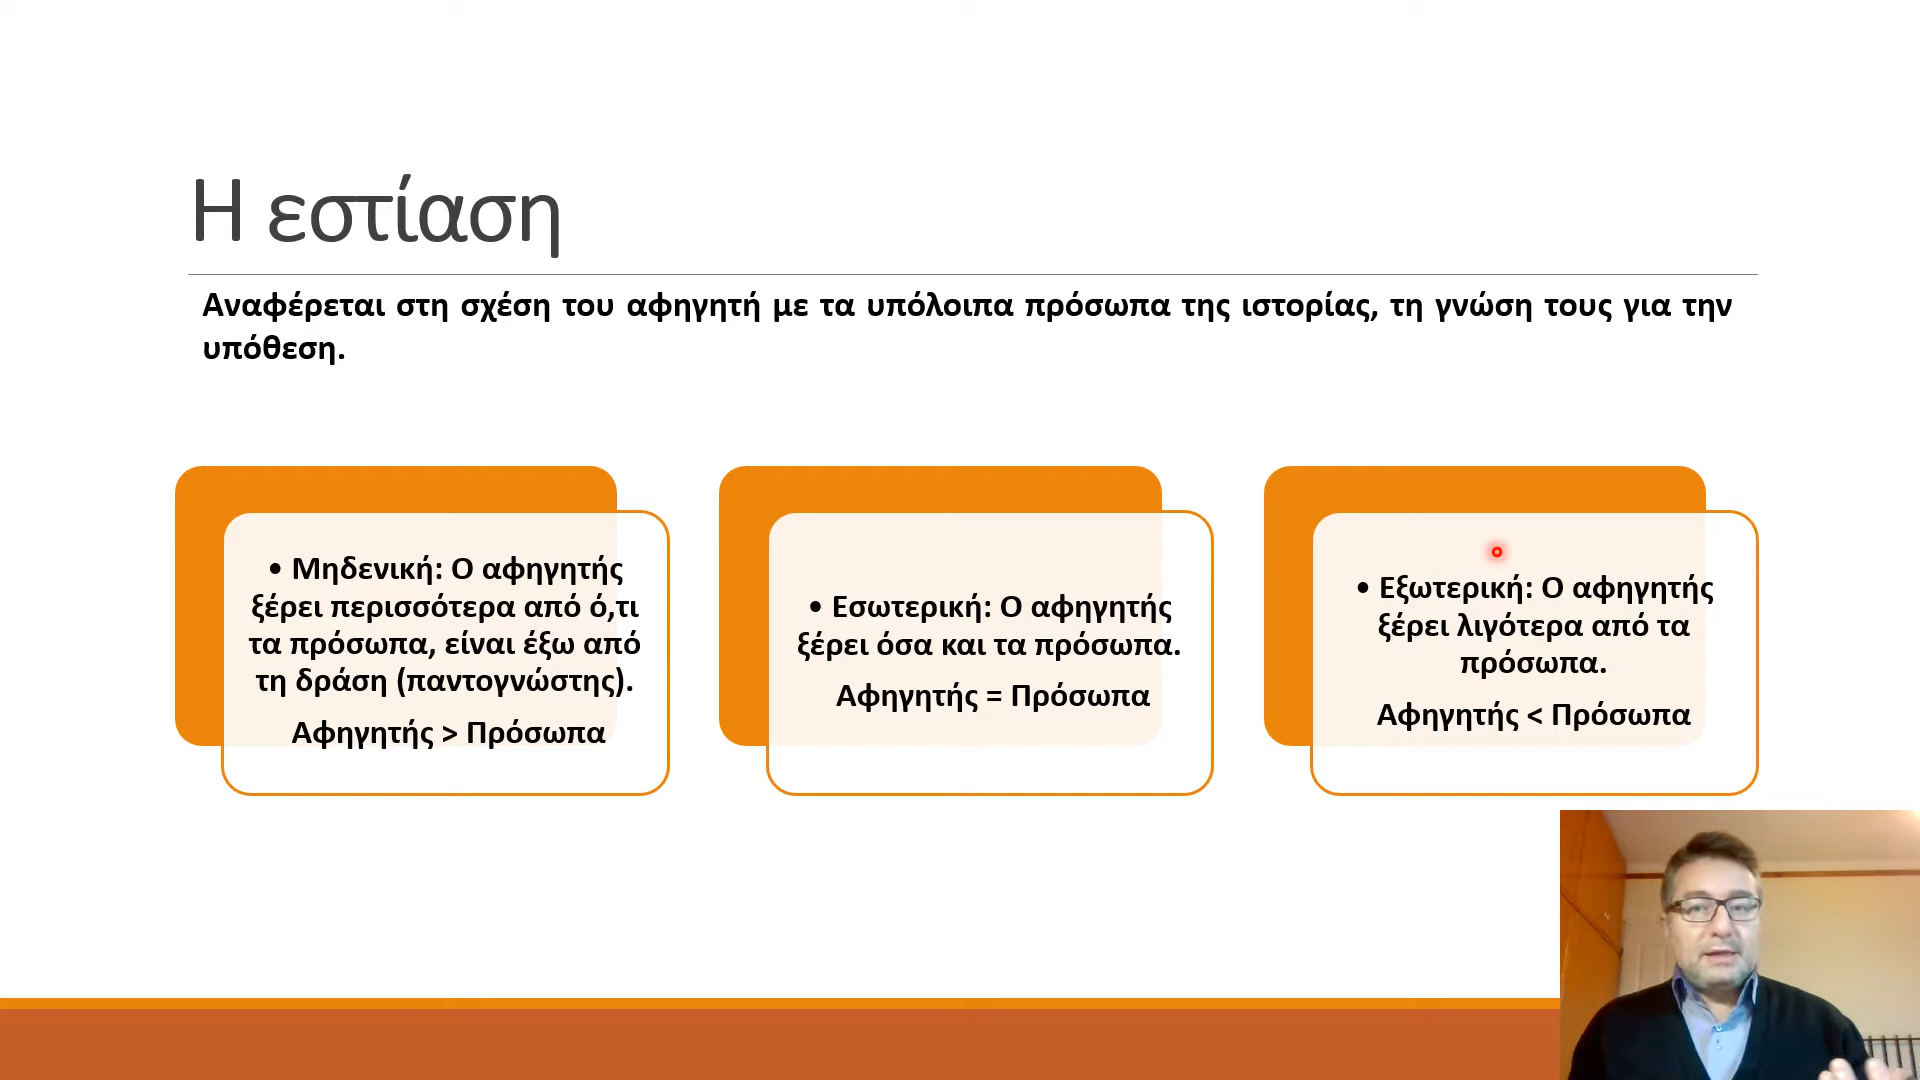 Η εστίαση
Αναφέρεται στη σχέση του αφηγητή με τα υπόλοιπα πρόσωπα της ιστορίας, τη γνώση τους για την
υπόθεση.
• Μηδενική: Ο αφηγητής
ξέρει περισσότερα από ό,τι
τα πρόσωπα, είναι έξω από
τη δράση (παντογνώστης).
Αφηγητής > Πρόσωπα
• Εσωτερική: Ο αφηγητής
ξέρει όσα και τα πρόσωπα.
Αφηγητής = Πρόσωπα
• Εξωτερική: Ο αφηγητής
ξέρει λιγότερα από τα
πρόσωπα.
Αφηγητής < Πρόσωπα